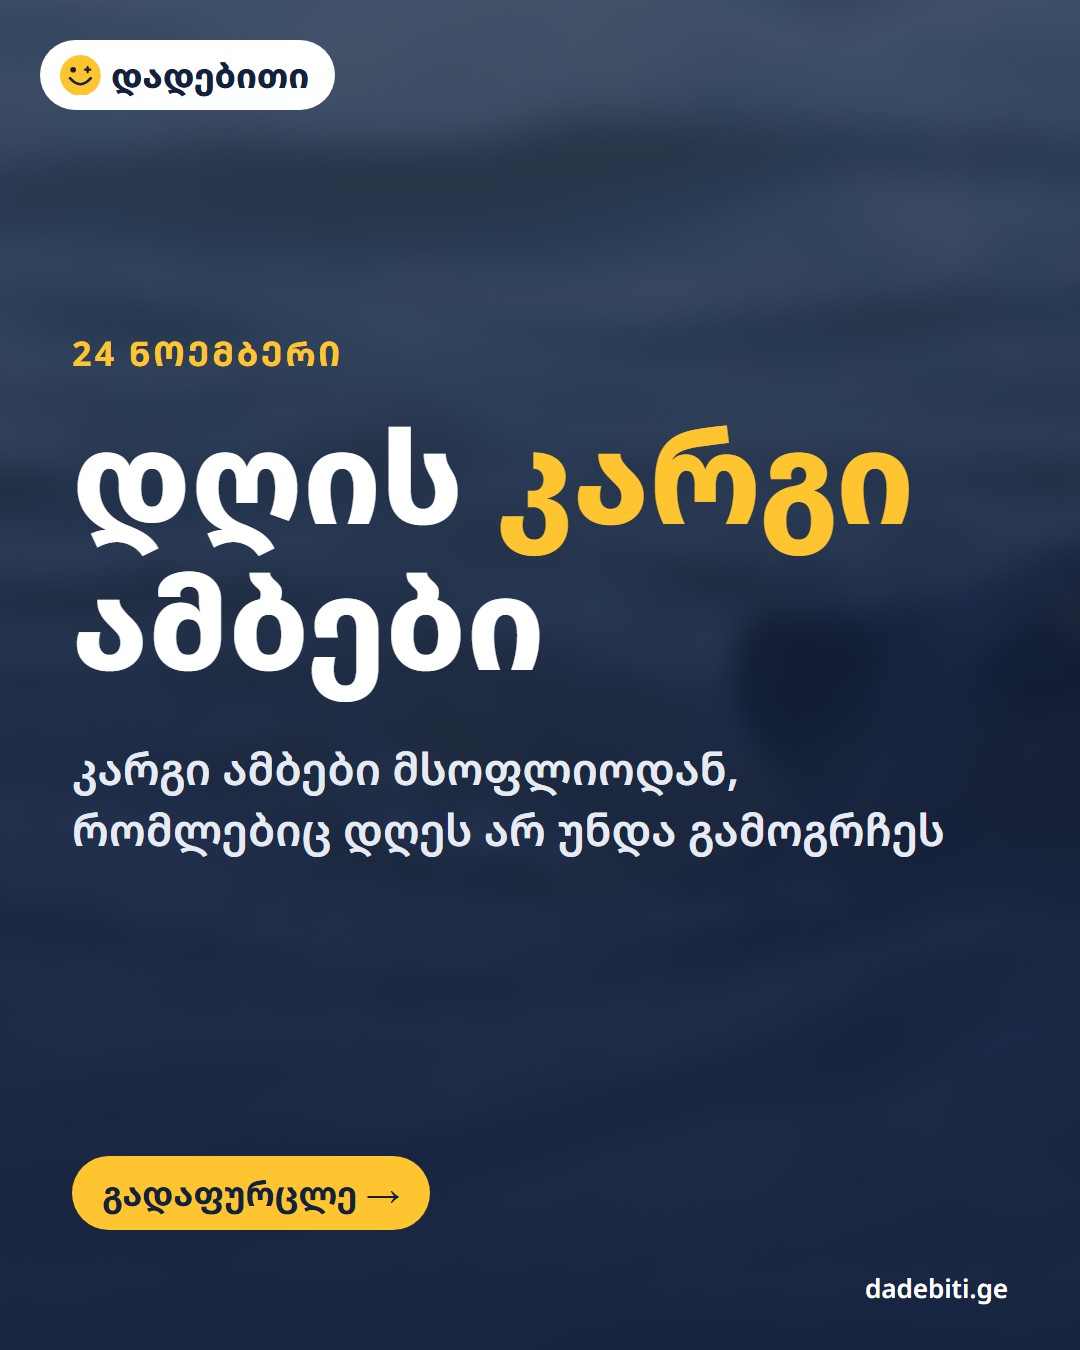 დადებითი
24 ᲜᲝᲔᲛᲑᲔᲠᲘ
დღის კარგი
ამბები
კარგი ამბები მსოფლიოდან,
რომლებიც დღეს არ უნდა გამოგრჩეს
გადაფურცლე →
dadebiti.ge